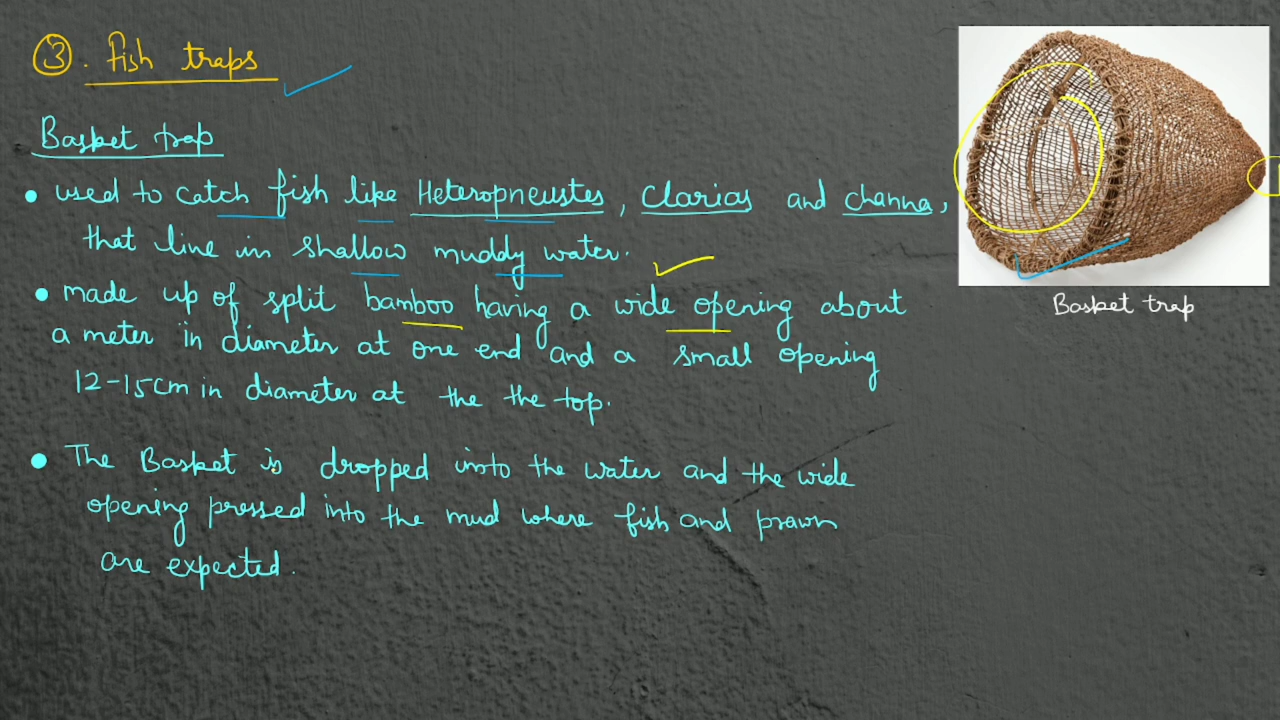 ③. Fish traps
Basket trap
• used to catch fish like Heteropneustes, Clarias and channa,
that line in shallow muddy water.
• made up of split bamboo having a wide opening about
a meter in diameter at one end and a small opening
12-15cm in diameter at the the top.
• The Basket is dropped into the water and the wide
opening pressed into the mud where fish and prawn
are expected.
Basket trap